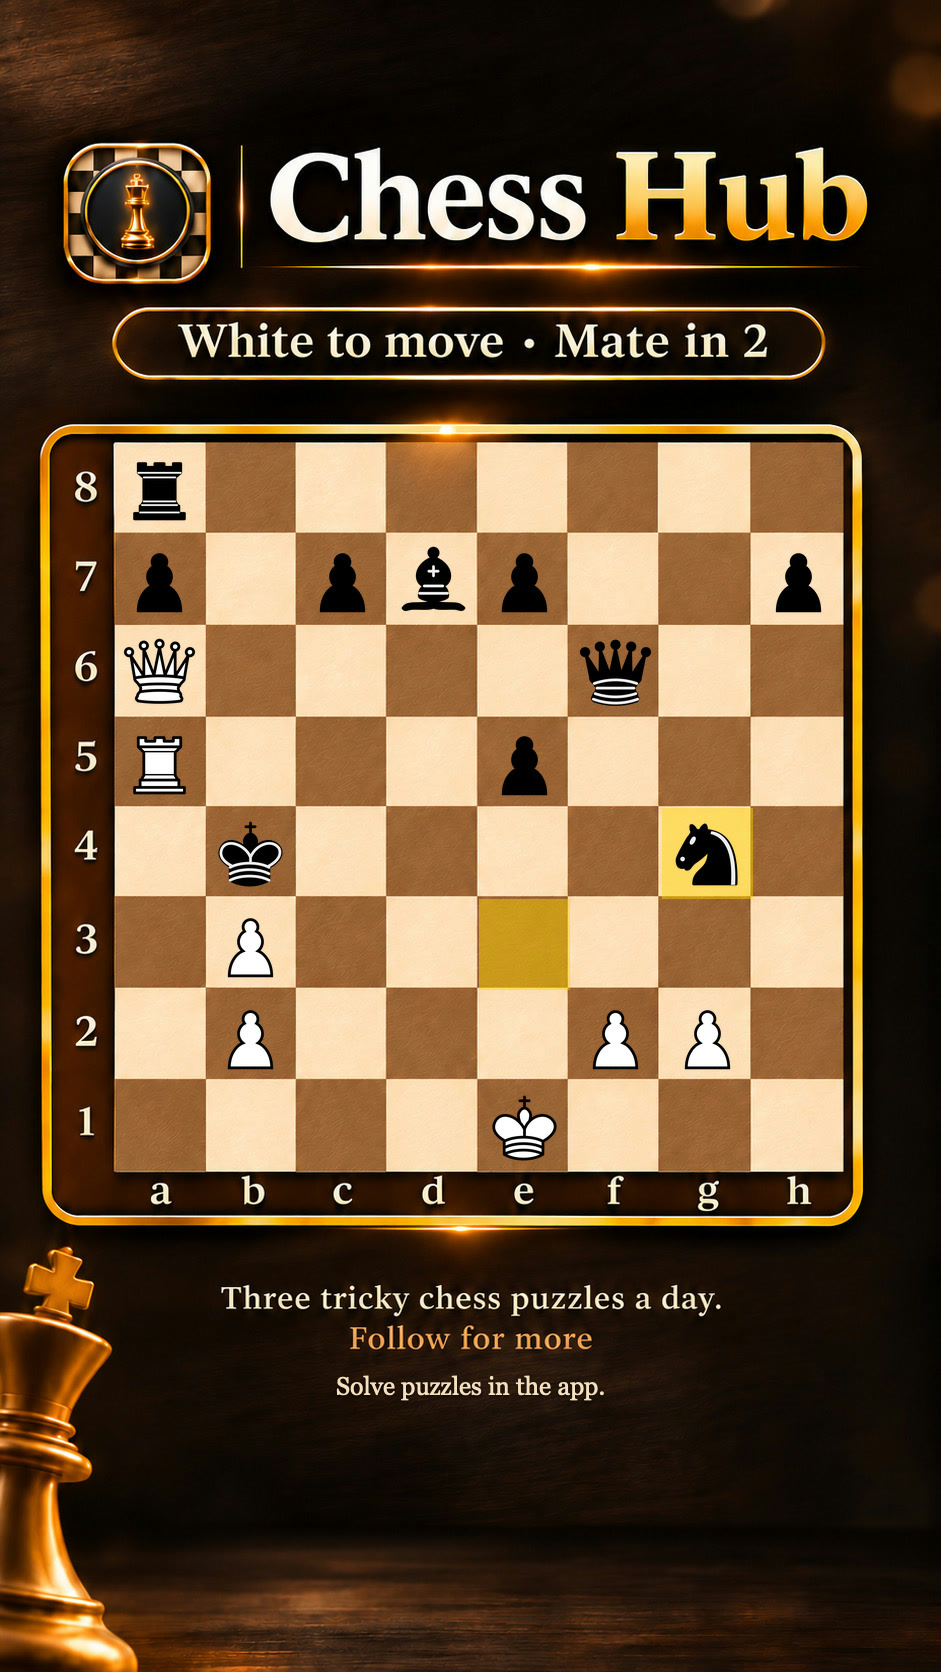 Chess Hub
White to move · Mate in 2
8
7
6
5
4
3
2
1
a b c d e f g h
Three tricky chess puzzles a day.
Follow for more
Solve puzzles in the app.